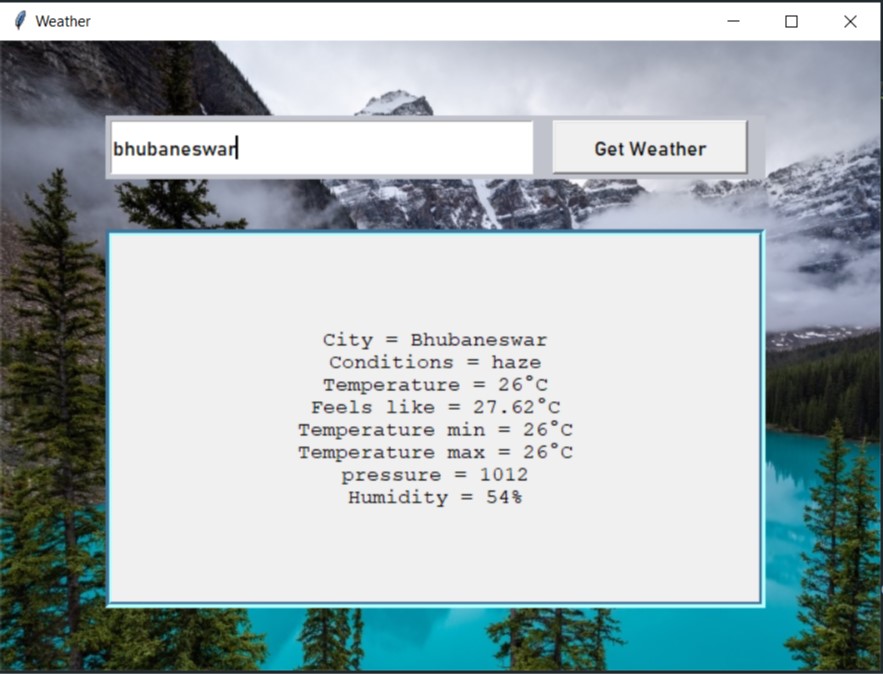 Weather
bhubaneswar
Get Weather
City = Bhubaneswar
Conditions = haze
Temperature = 26°C
Feels like = 27.62°C
Temperature min = 26°C
Temperature max = 26°C
pressure = 1012
Humidity = 54%